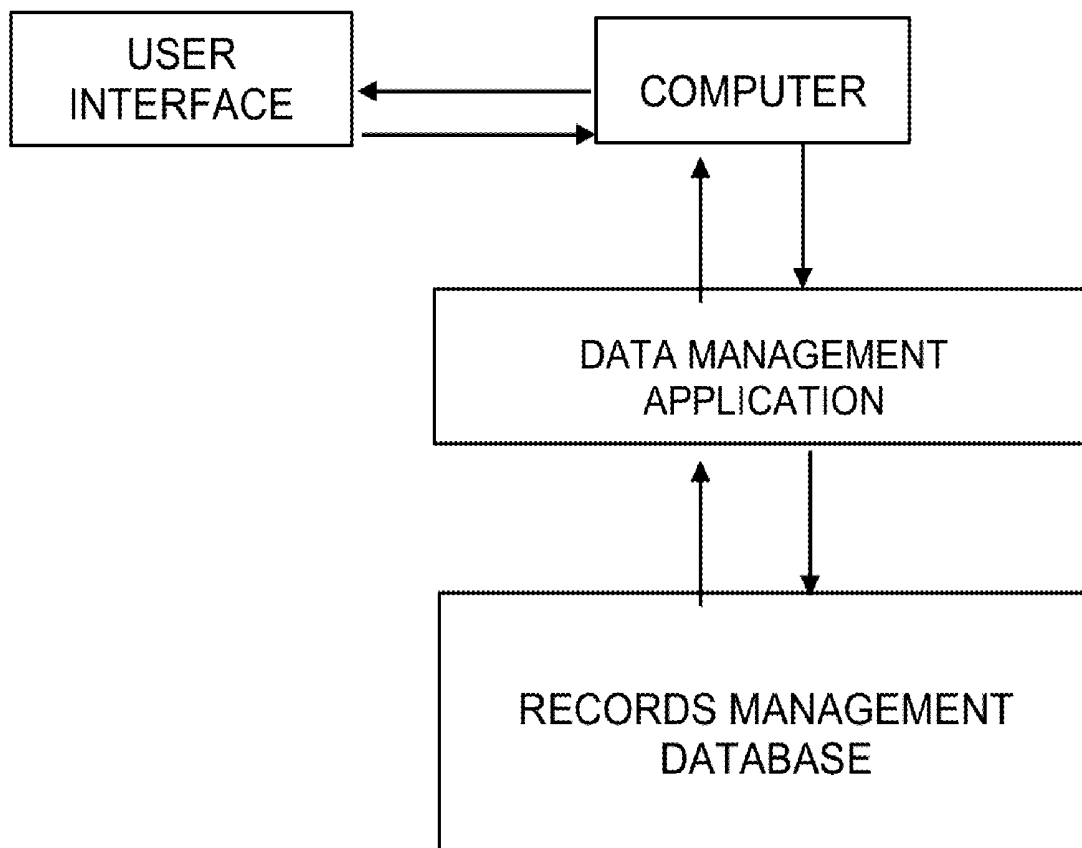 USER
INTERFACE
COMPUTER
DATA MANAGEMENT
APPLICATION
RECORDS MANAGEMENT
DATABASE